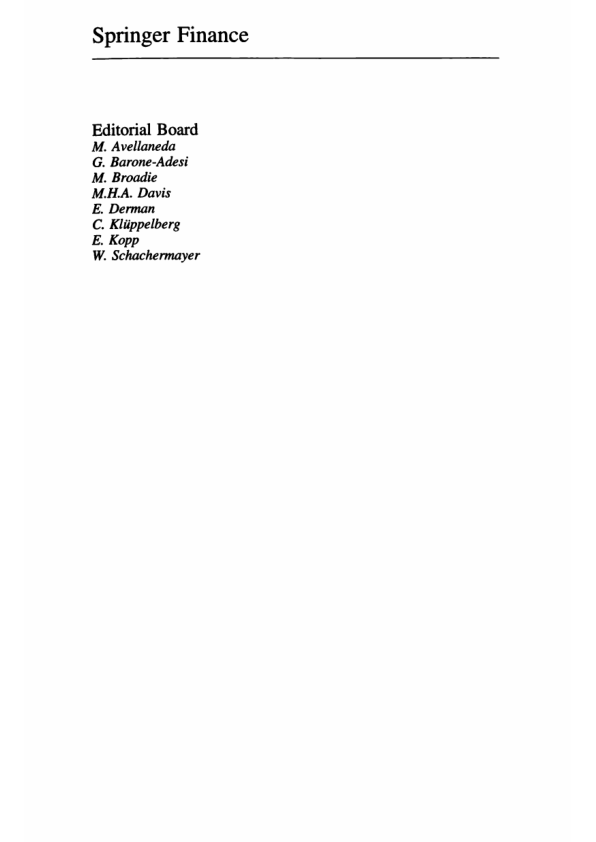 Springer Finance
Editorial Board
M. Avellaneda
G. Barone-Adesi
M. Broadie
M.H.A. Davis
E. Derman
C. Klüppelberg
E. Kopp
W. Schachermayer